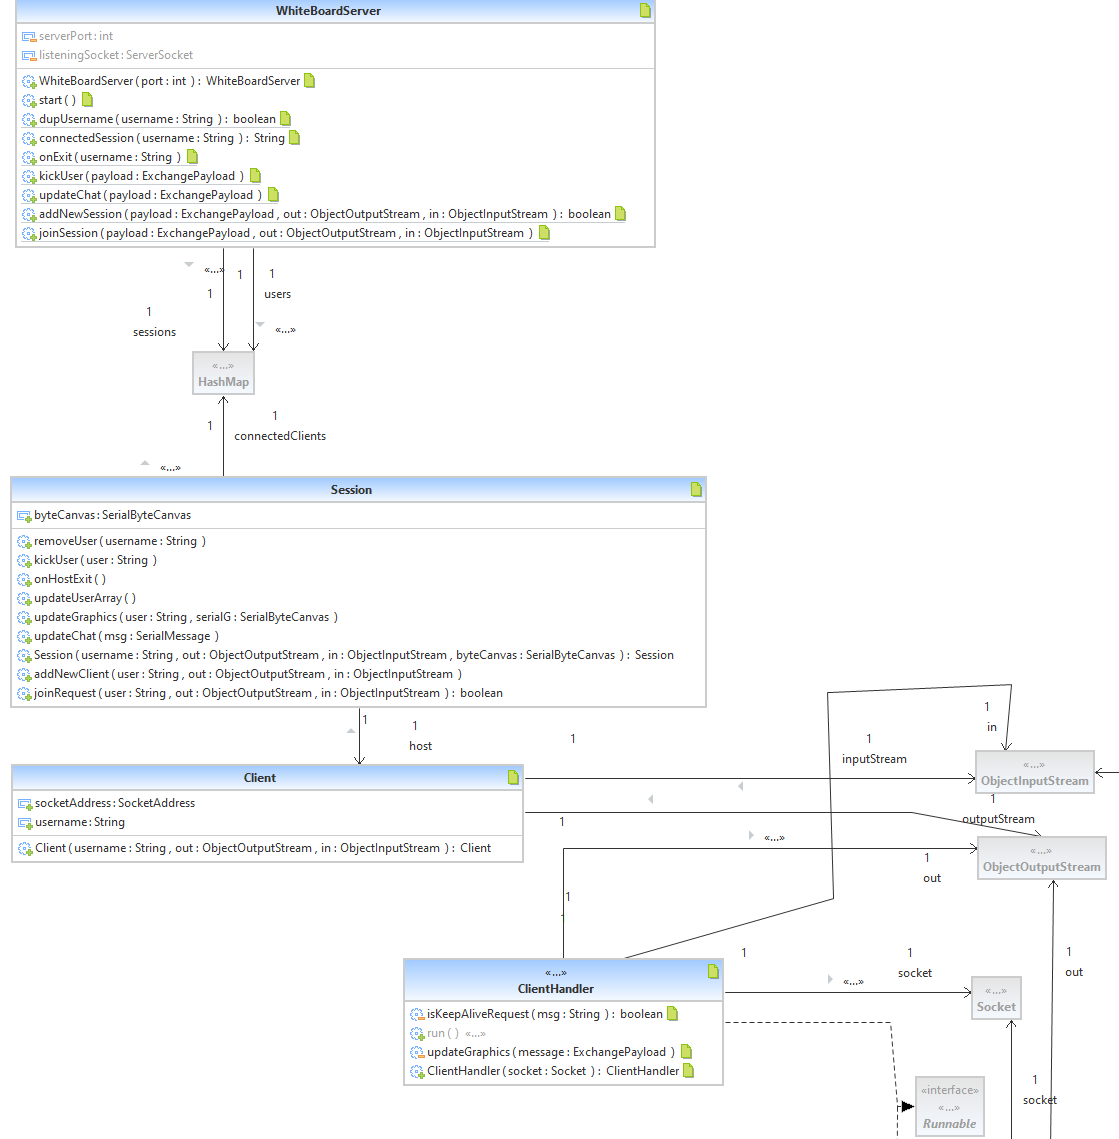 WhiteBoardServer
serverPort : int
listeningSocket : ServerSocket
WhiteBoardServer ( port : int ) : WhiteBoardServer
start ( )
dupUsername ( username : String ) : boolean
connectedSession ( username : String ) : String
onExit ( username : String )
kickUser ( payload : ExchangePayload )
updateChat ( payload : ExchangePayload )
addNewSession ( payload : ExchangePayload , out : ObjectOutputStream , in : ObjectInputStream ) : boolean
joinSession ( payload : ExchangePayload , out : ObjectOutputStream , in : ObjectInputStream )
«...»
1
1
1
users
1
sessions
«...»
«...»
HashMap
1
1
connectedClients
«...»
Session
byteCanvas : SerialByteCanvas
removeUser ( username : String )
kickUser ( user : String )
onHostExit ( )
updateUserArray ( )
updateGraphics ( user : String , serialG : SerialByteCanvas )
updateChat ( msg : SerialMessage )
Session ( username : String , out : ObjectOutputStream , in : ObjectInputStream , byteCanvas : SerialByteCanvas ) : Session
addNewClient ( user : String , out : ObjectOutputStream , in : ObjectInputStream )
joinRequest ( user : String , out : ObjectOutputStream , in : ObjectInputStream ) : boolean
1
1
host
1
1
inputStream
1
in
«...»
ObjectInputStream
Client
socketAddress : SocketAddress
username : String
Client ( username : String , out : ObjectOutputStream , in : ObjectInputStream ) : Client
1
outputStream
1
«...»
«...»
ObjectOutputStream
1
out
1
1
1
1
socket
«...»
1
out
«...»
Socket
«...»
ClientHandler
isKeepAliveRequest ( msg : String ) : boolean
run ( ) «...»
updateGraphics ( message : ExchangePayload )
ClientHandler ( socket : Socket ) : ClientHandler
1
socket
«interface»
«...»
Runnable